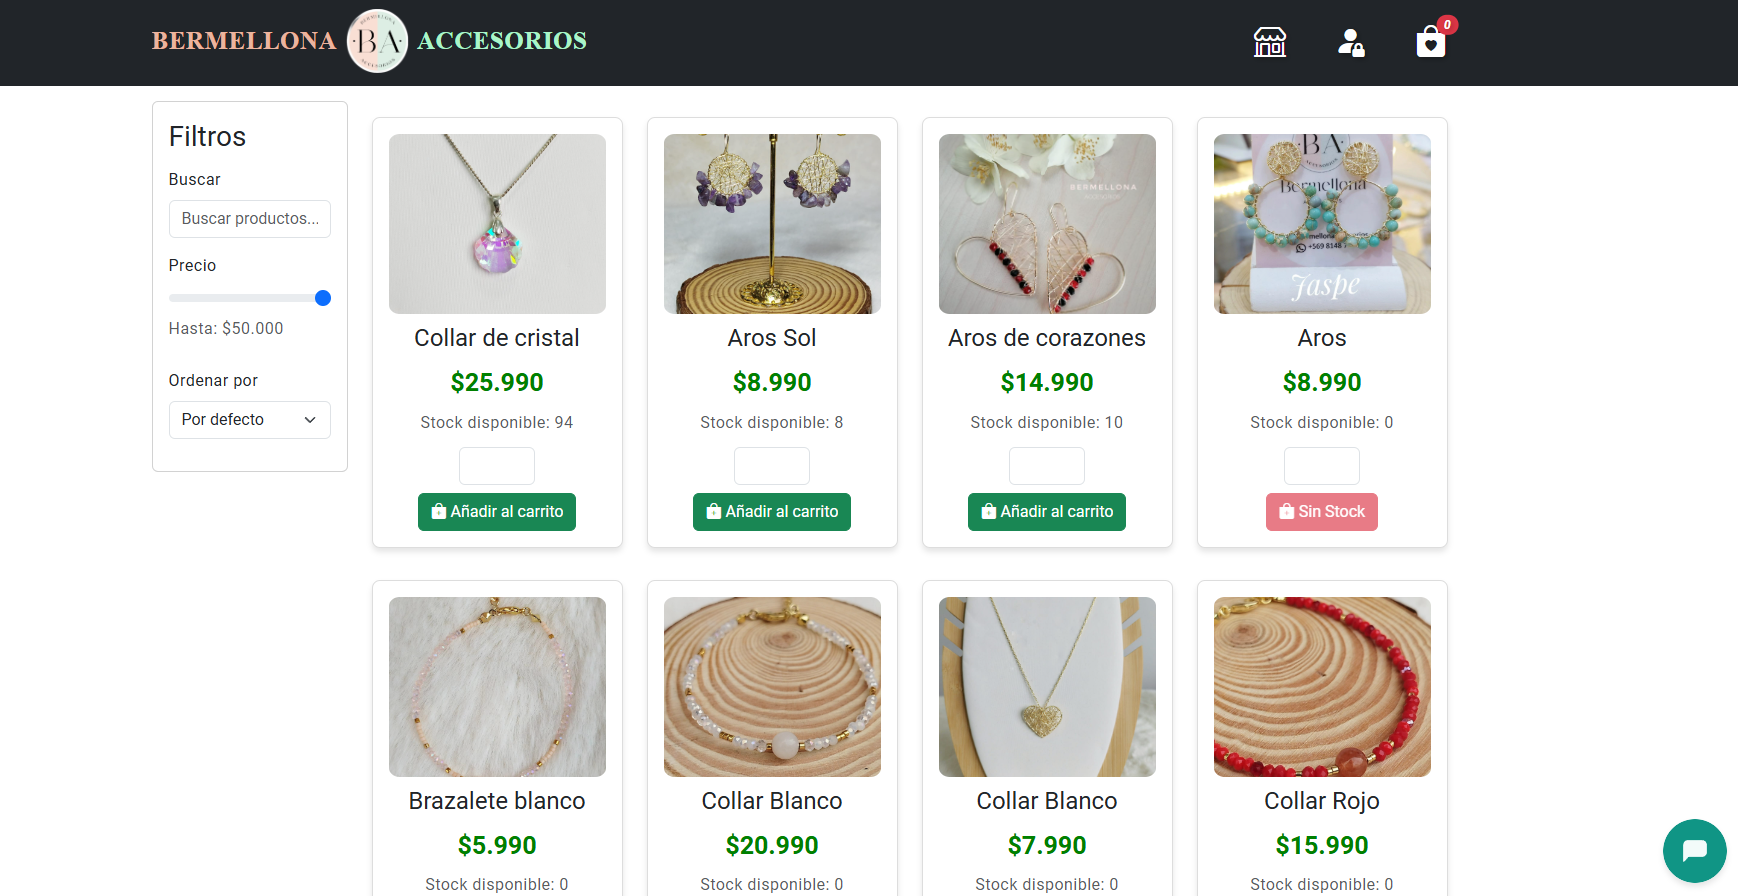 BERMELLONA
BA
ACCESORIOS
0
Filtros
Buscar
Buscar productos...
Precio
Hasta: $50.000
Ordenar por
Por defecto
Collar de cristal
$25.990
Stock disponible: 94
Añadir al carrito
Aros Sol
$8.990
Stock disponible: 8
Añadir al carrito
BERMELLONA
Aros de corazones
$14.990
Stock disponible: 10
Añadir al carrito
BA
ACCESORIOS
Bermellona
+569 8148
Jaspe
Aros
$8.990
Stock disponible: 0
Sin Stock
Brazalete blanco
$5.990
Stock disponible: 0
Collar Blanco
$20.990
Stock disponible: 0
Collar Blanco
$7.990
Stock disponible: 0
Collar Rojo
$15.990
Stock disponible: 0